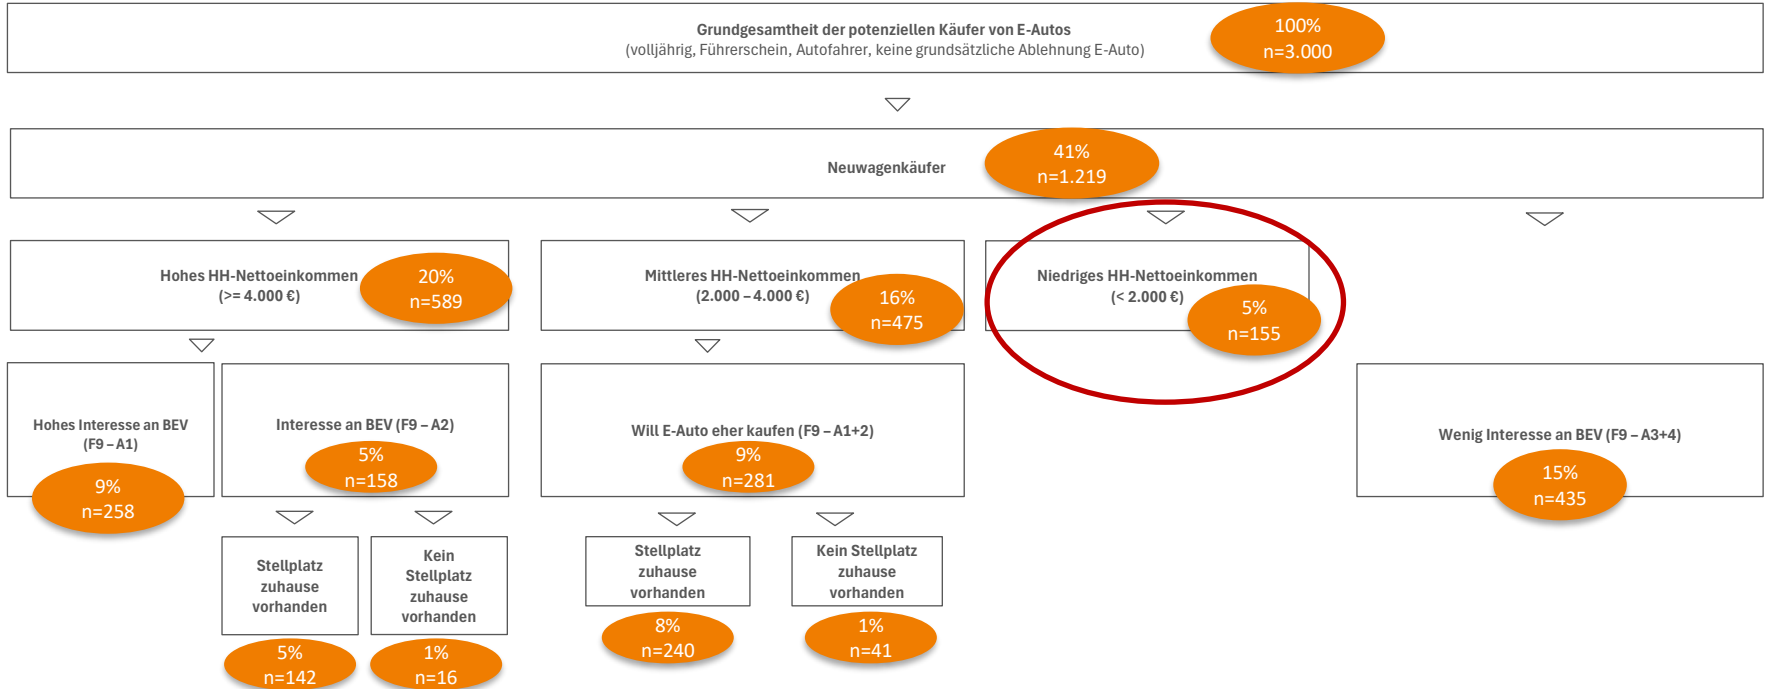 Grundgesamtheit der potenziellen Käufer von E-Autos
(volljährig, Führerschein, Autofahrer, keine grundsätzliche Ablehnung E-Auto)
100%
n=3.000
Neuwagenkäufer
41%
n=1.219
Hohes HH-Nettoeinkommen
(>= 4.000 €)
20%
n=589
Mittleres HH-Nettoeinkommen
(2.000 – 4.000 €)
16%
n=475
Niedriges HH-Nettoeinkommen
(< 2.000 €)
5%
n=155
Hohes Interesse an BEV
(F9 – A1)
9%
n=258
Interesse an BEV (F9 – A2)
5%
n=158
Will E-Auto eher kaufen (F9 – A1+2)
9%
n=281
Wenig Interesse an BEV (F9 – A3+4)
15%
n=435
Stellplatz
zuhause
vorhanden
5%
n=142
Kein
Stellplatz
zuhause
vorhanden
1%
n=16
Stellplatz
zuhause
vorhanden
8%
n=240
Kein Stellplatz
zuhause
vorhanden
1%
n=41